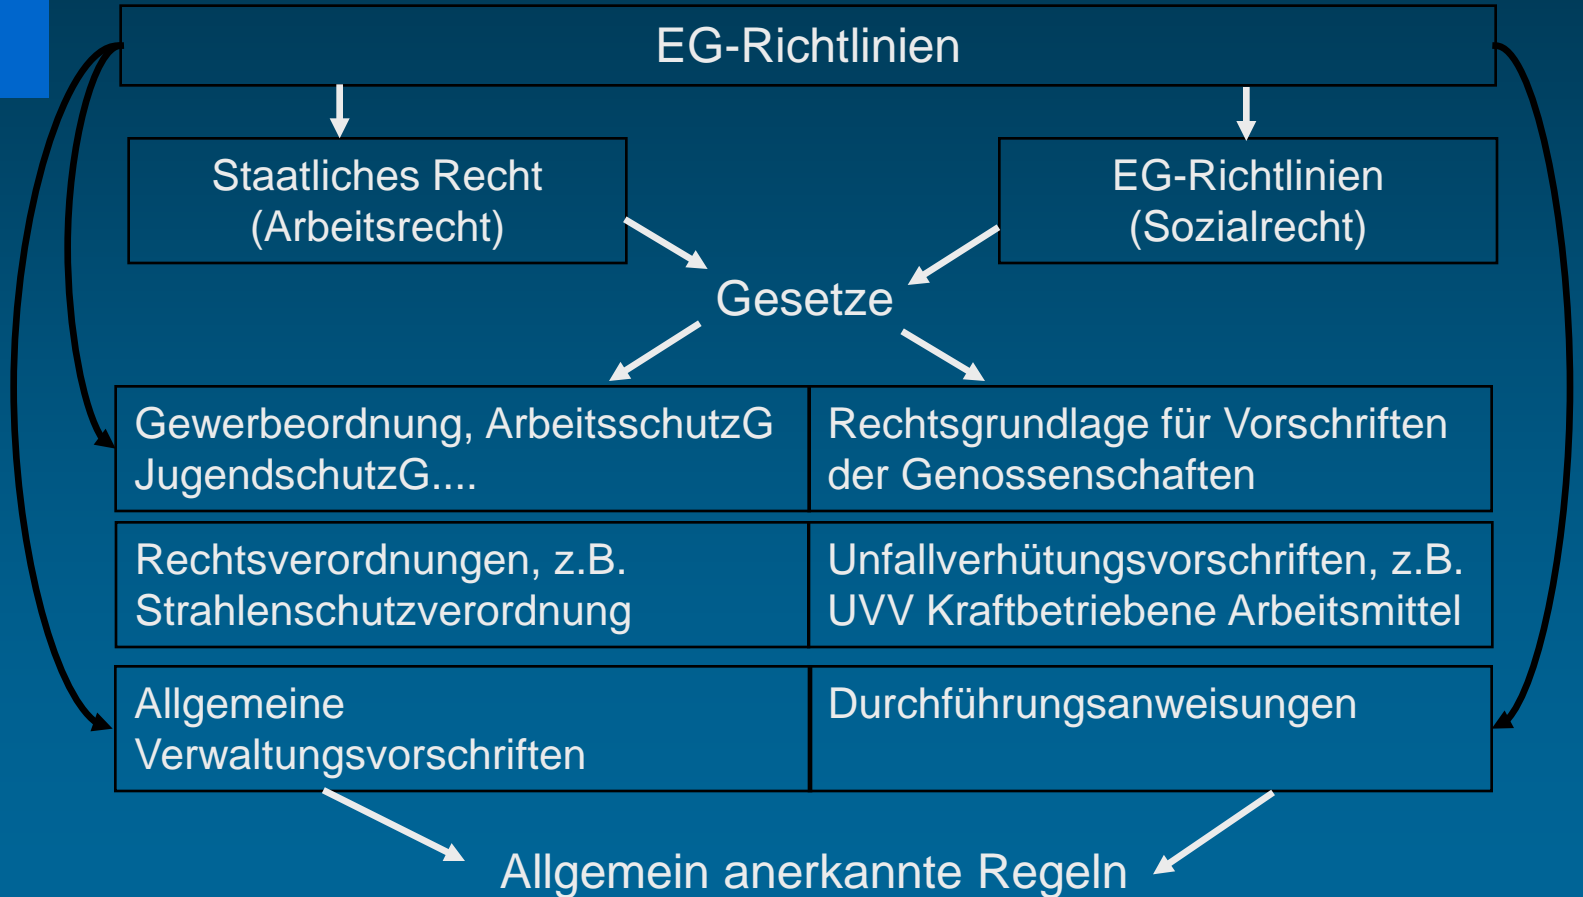 EG-Richtlinien
Staatliches Recht
(Arbeitsrecht)
EG-Richtlinien
(Sozialrecht)
Gesetze
Gewerbeordnung, ArbeitsschutzG
JugendschutzG....
Rechtsgrundlage für Vorschriften
der Genossenschaften
Rechtsverordnungen, z.B.
Strahlenschutzverordnung
Unfallverhütungsvorschriften, z.B.
UVV Kraftbetriebene Arbeitsmittel
Allgemeine
Verwaltungsvorschriften
Durchführungsanweisungen
Allgemein anerkannte Regeln